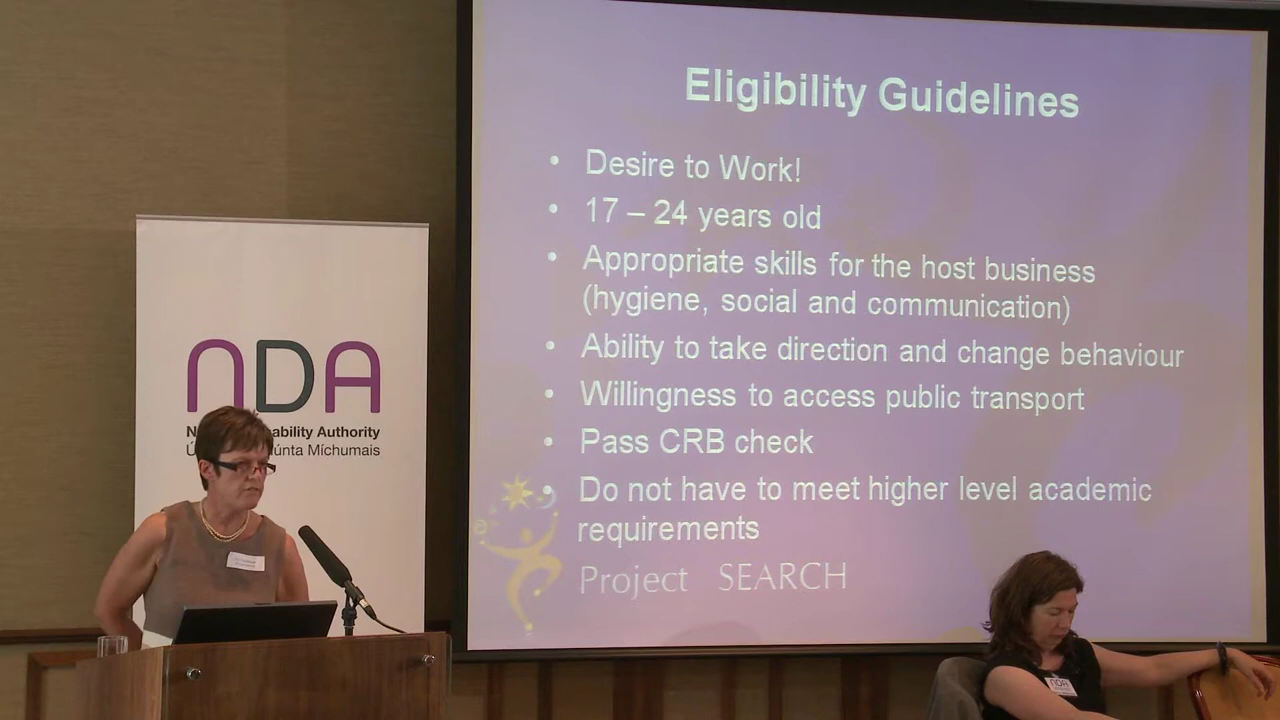 Eligibility Guidelines
• Desire to Work!
• 17 – 24 years old
• Appropriate skills for the host business
(hygiene, social and communication)
• Ability to take direction and change behaviour
• Willingness to access public transport
• Pass CRB check
• Do not have to meet higher level academic
requirements
Project SEARCH
NDA
Authority
Míchumais
NDA